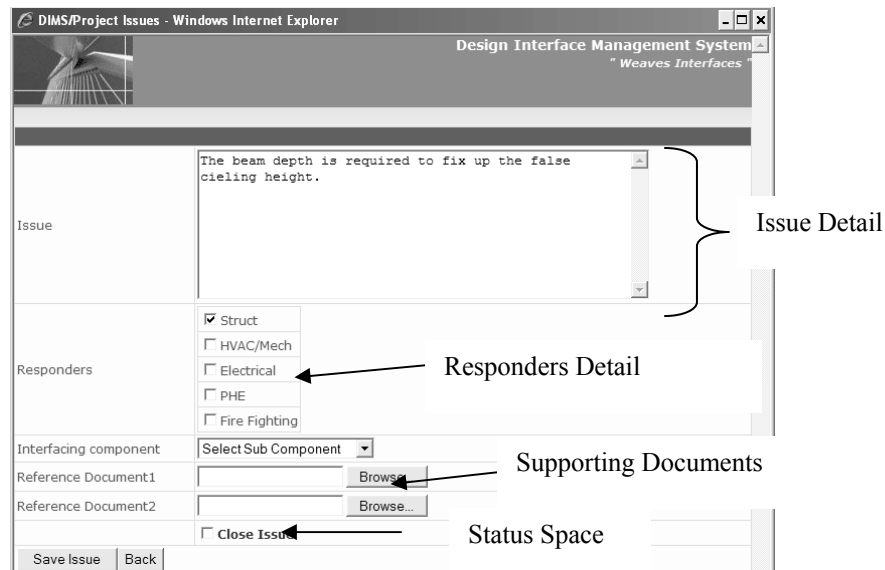 DIMS/Project Issues - Windows Internet Explorer
Design Interface Management System
" Weaves Interfaces "
The beam depth is required to fix up the false
cieling height.
Issue
Issue Detail
Struct
HVAC/Mech
Responders
Electrical
Responders Detail
PHE
Fire Fighting
Interfacing component
Select Sub Component
Supporting Documents
Reference Document1
Browse...
Reference Document2
Browse...
Close Issue
Status Space
Save Issue
Back